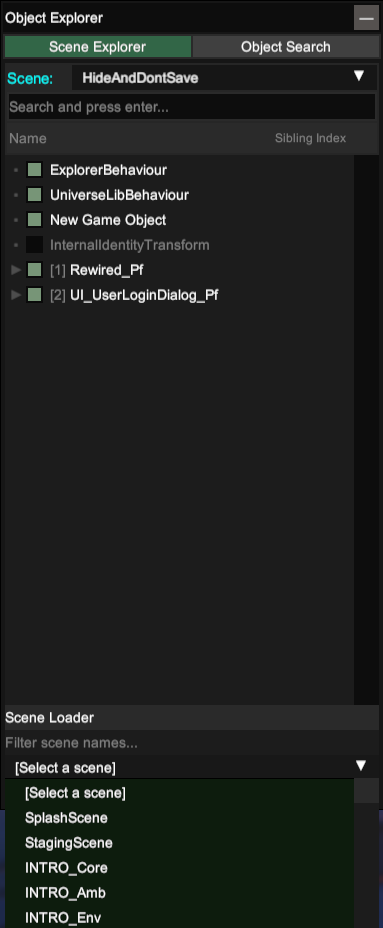 Object Explorer
Scene Explorer Object Search
Scene: HideAndDontSave
Search and press enter...
Name Sibling Index
ExplorerBehaviour
UniverseLibBehaviour
New Game Object
InternalIdentityTransform
[1] Rewired_Pf
[2] UI_UserLoginDialog_Pf
Scene Loader
Filter scene names...
[Select a scene]
[Select a scene]
SplashScene
StagingScene
INTRO_Core
INTRO_Amb
INTRO_Env